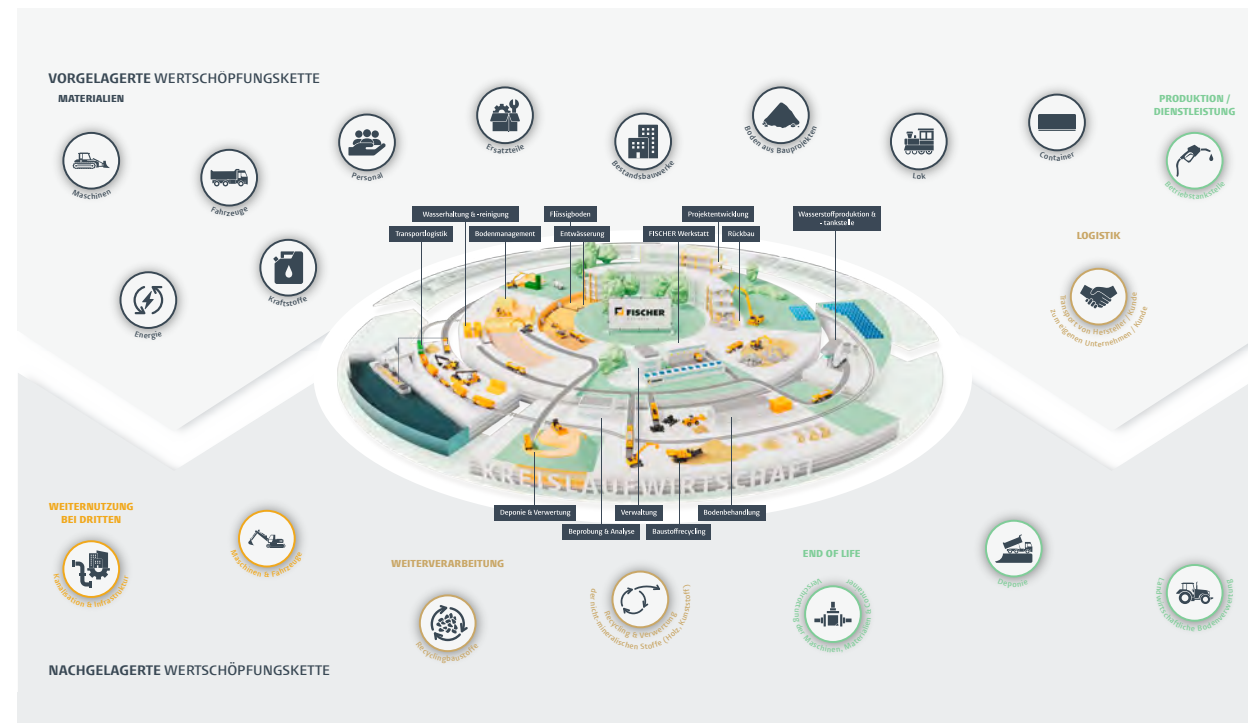 VORGELAGERTE WERTSCHÖPFUNGSKETTE
MATERIALIEN
Maschinen
Fahrzeuge
Personal
Ersatzteile
Bestandsbauwerke
Boden aus Bauprojekten
Lok
Container
PRODUKTION /
DIENSTLEISTUNG
Betriebstankstelle
Energie
Kraftstoffe
LOGISTIK
Transport von Hersteller / Kunde
zum eigenen Unternehmen / Kunde
Wasserhaltung & -reinigung
Flüssigboden
Projektentwicklung
Wasserstoffproduktion &
- tankstelle
Transportlogistik
Bodenmanagement
Entwässerung
FISCHER Werkstatt
Rückbau
FISCHER
KREISLAUFWIRTSCHAFT
Deponie & Verwertung
Verwaltung
Bodenbehandlung
Beprobung & Analyse
Baustoffrecycling
WEITERNUTZUNG
BEI DRITTEN
Kanalisation & Infrastruktur
Maschinen & Fahrzeuge
WEITERVERARBEITUNG
Recyclingbaustoffe
Recycling & Verwertung
der nicht-mineralischen Stoffe (Holz, Kunststoff)
END OF LIFE
Verschrottung der Maschinen, Materialien & Container
Deponie
Landwirtschaftliche Bodenverwertung
NACHGELAGERTE WERTSCHÖPFUNGSKETTE